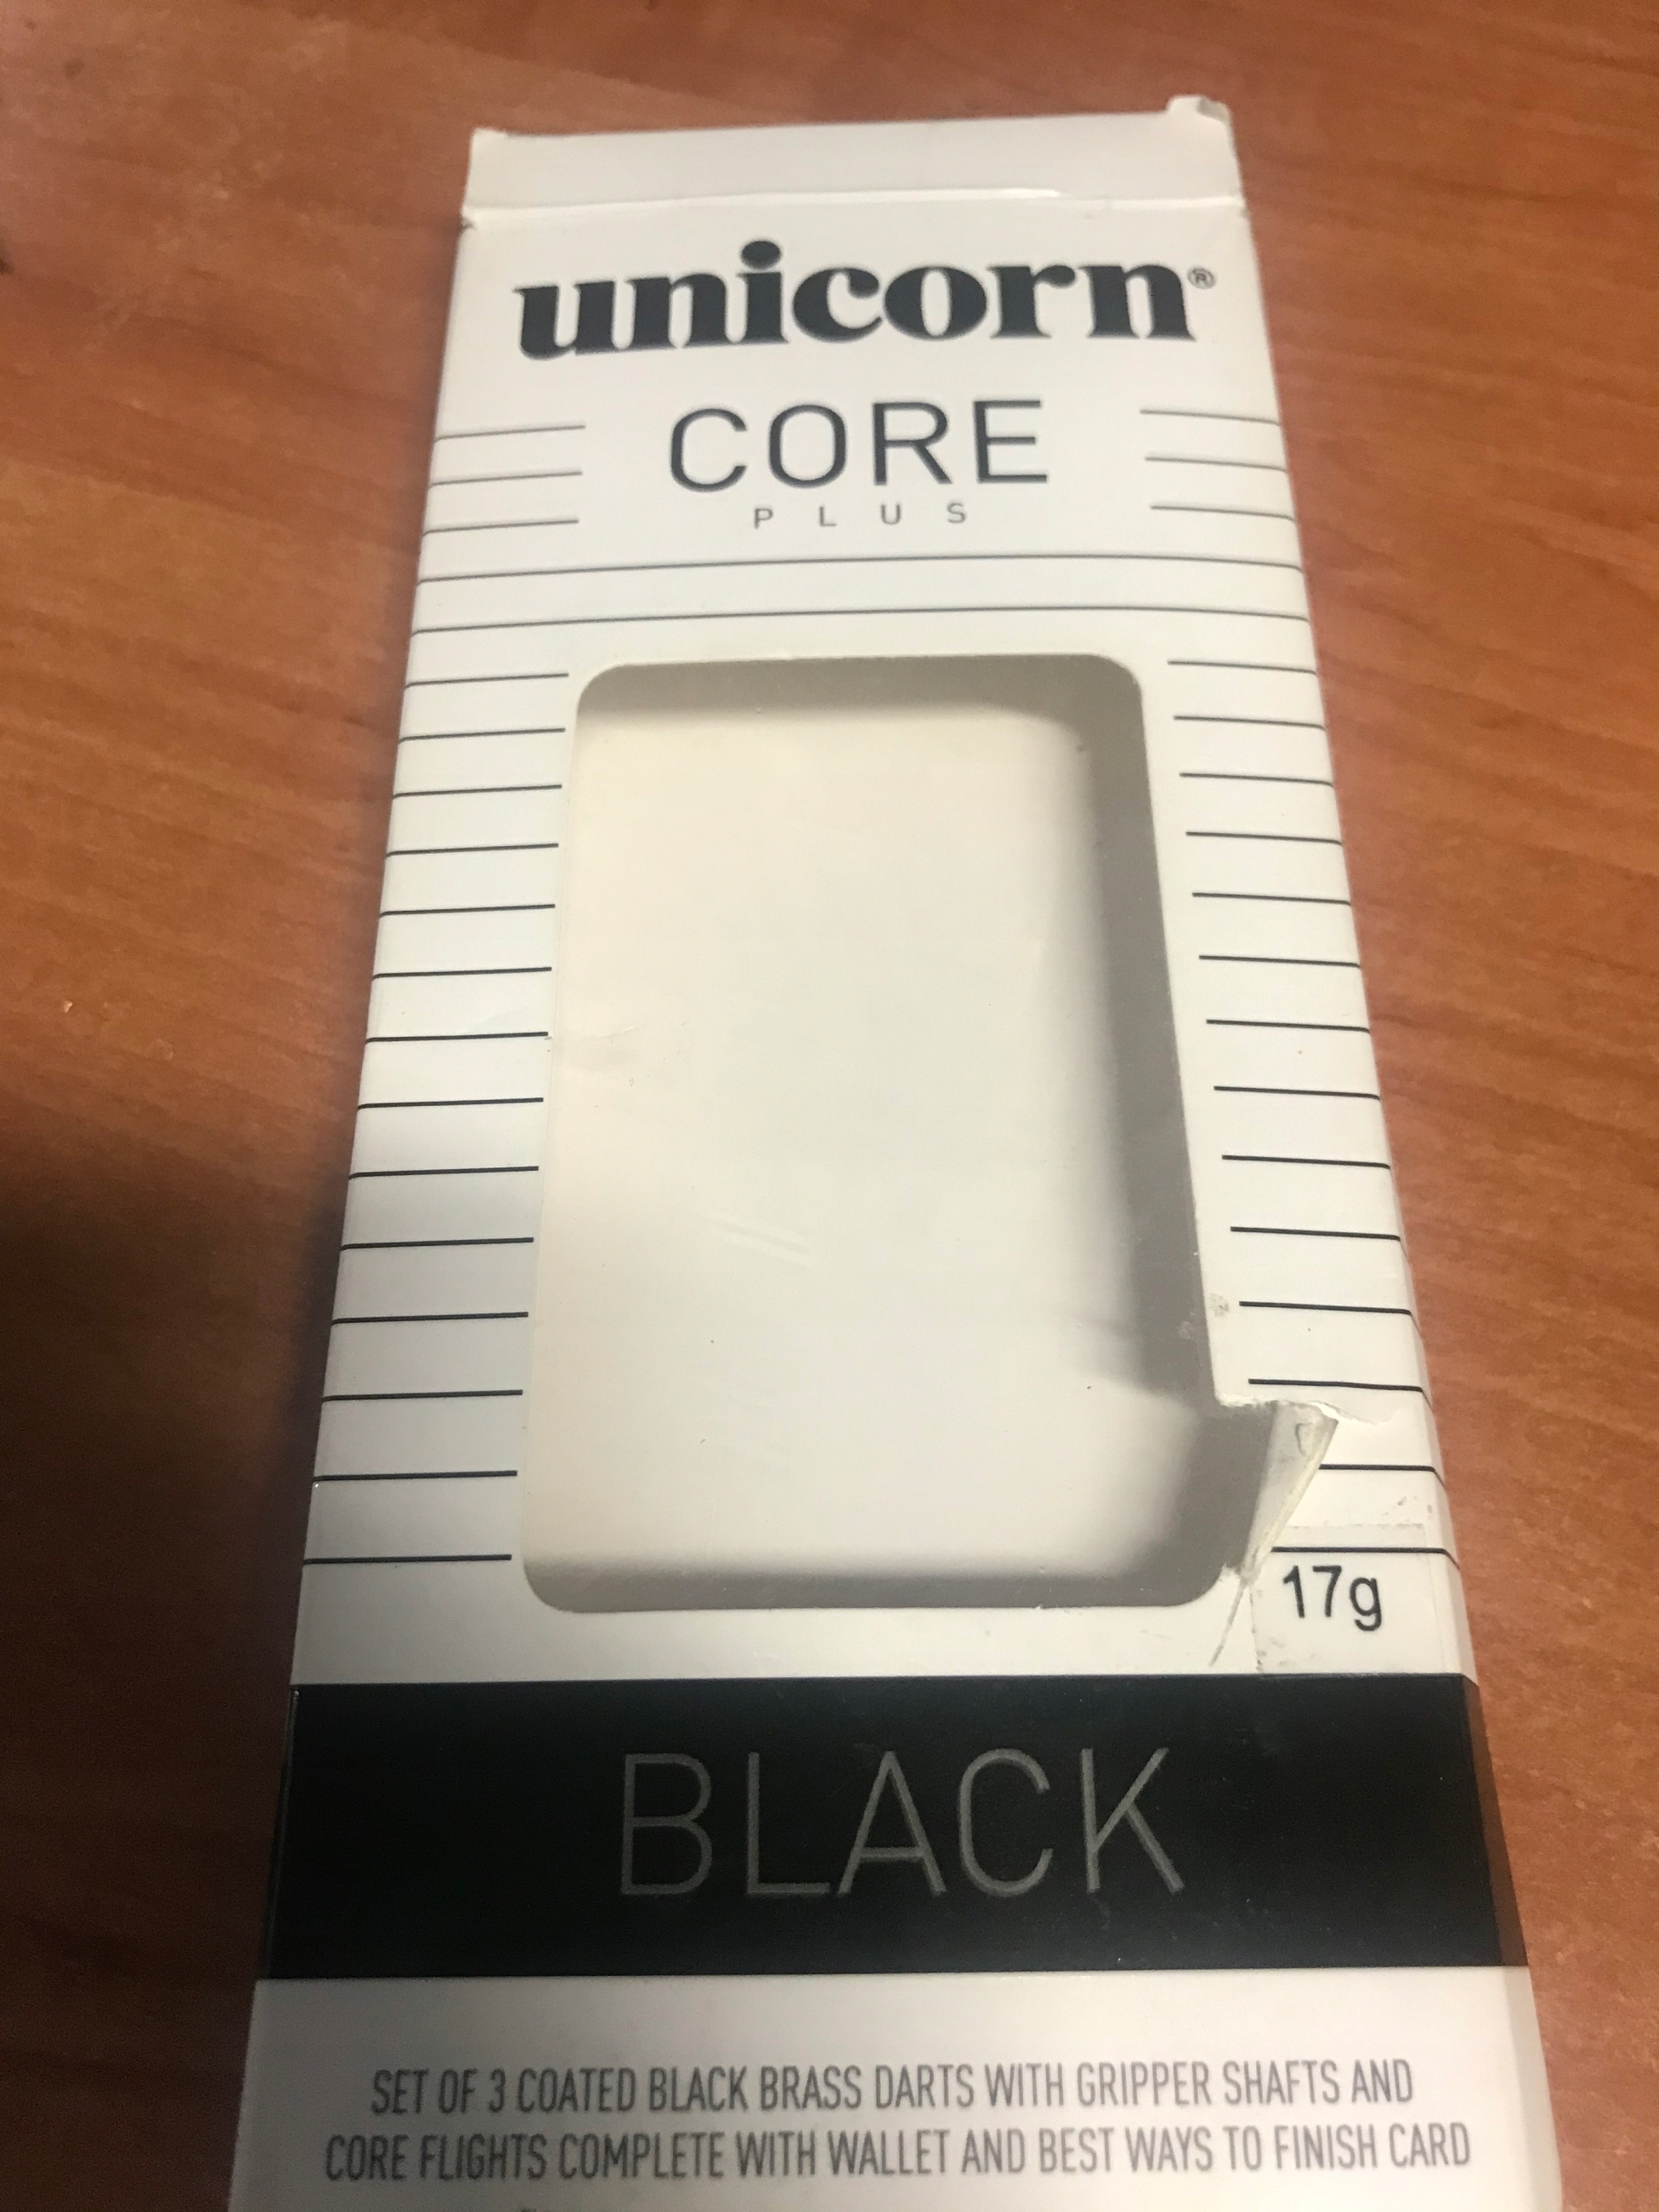 unicorn®
CORE
PLUS
17g
BLACK
SET OF 3 COATED BLACK BRASS DARTS WITH GRIPPER SHAFTS AND
CORE FLIGHTS COMPLETE WITH WALLET AND BEST WAYS TO FINISH CARD